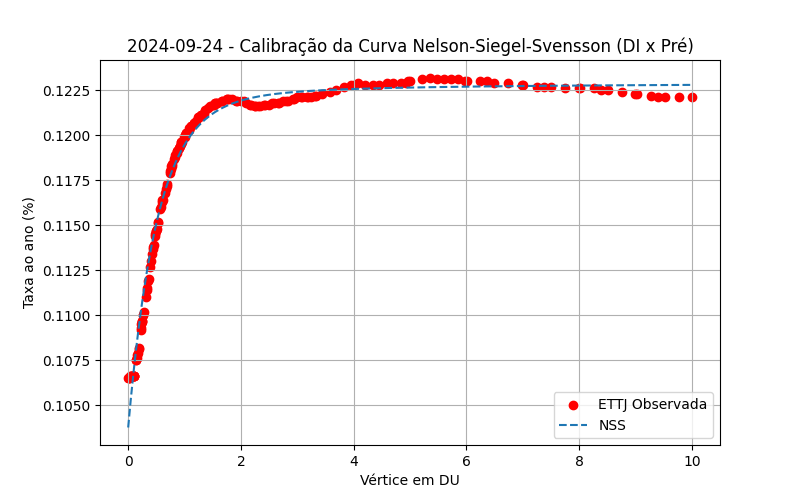 2024-09-24 - Calibração da Curva Nelson-Siegel-Svensson (DI x Pré)
Taxa ao ano (%)
0.1225
0.1200
0.1175
0.1150
0.1125
0.1100
0.1075
0.1050
ETTJ Observada
NSS
0 2 4 6 8 10
Vértice em DU